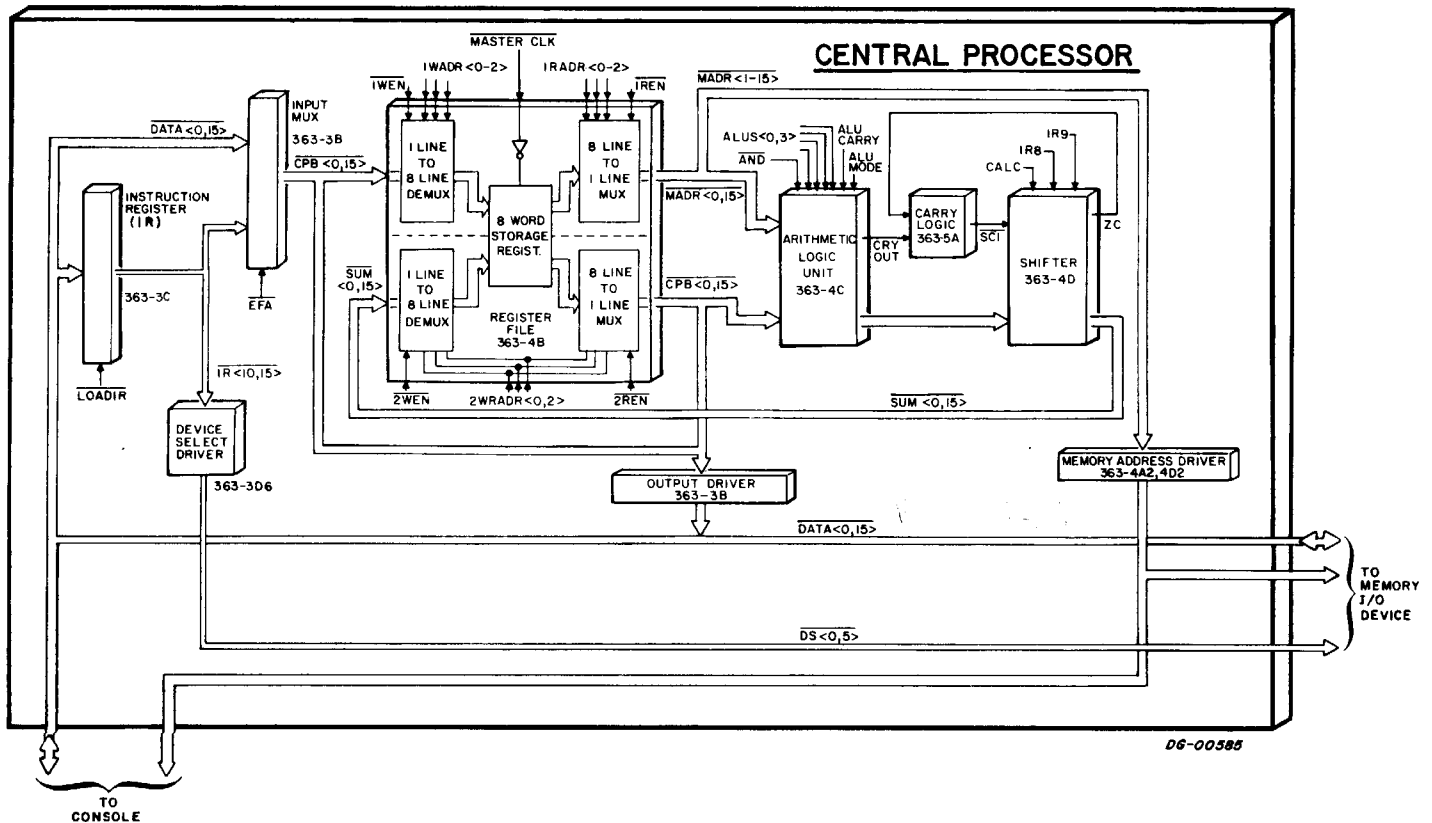 CENTRAL PROCESSOR
MASTER CLK
1WEN
1WADR<0-2>
1RADR<0-2>
1REN
MADR<1-15>
INPUT
MUX
363-3B
DATA<0,15>
CPB<0,15>
1 LINE
TO
8 LINE
DEMUX
8 LINE
TO
1 LINE
MUX
ALUS<0,3>
ALU
CARRY
AND
ALU
MODE
IR9
IR8
CALC
MADR<0,15>
INSTRUCTION
REGISTER
(IR)
363-3C
LOADIR
EFA
8 WORD
STORAGE
REGIST.
SUM
<0,15>
1 LINE
TO
8 LINE
DEMUX
REGISTER
FILE
363-4B
8 LINE
TO
1 LINE
MUX
CPB<0,15>
ARITHMETIC
LOGIC
UNIT
363-4C
CRY
OUT
CARRY
LOGIC
363-5A
SCI
SHIFTER
363-4D
ZC
IR<10,15>
2WEN
2WRADR<0,2>
2REN
SUM<0,15>
DEVICE
SELECT
DRIVER
363-3D6
OUTPUT DRIVER
363-3B
MEMORY ADDRESS DRIVER
363-4A2,4D2
DATA<0,15>
DS<0,5>
TO
MEMORY
I/O
DEVICE
DG-00585
TO
CONSOLE